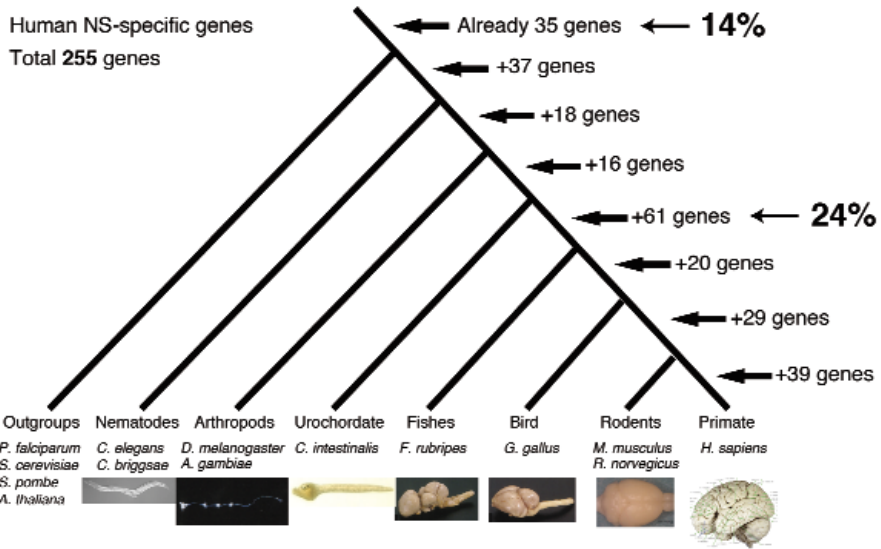 Human NS-specific genes
Total 255 genes
Already 35 genes
14%
+37 genes
+18 genes
+16 genes
+61 genes
24%
+20 genes
+29 genes
+39 genes
Outgroups Nematodes Arthropods Urochordate Fishes Bird Rodents Primate
P. falciparum C. elegans D. melanogaster C. intestinalis F. rubripes G. gallus M. musculus H. sapiens
S. cerevisiae C. briggsae A. gambiae R. norvegicus
S. pombe
A. thaliana